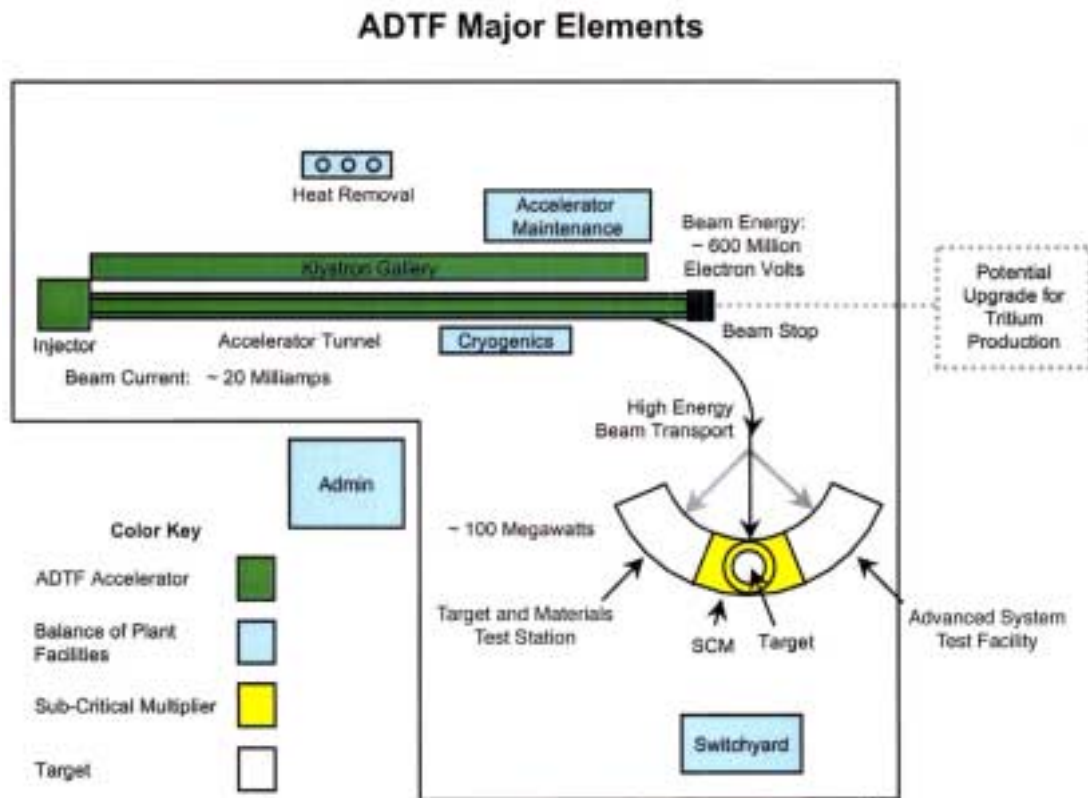 ADTF Major Elements
Heat Removal
Accelerator
Maintenance
Beam Energy:
~ 600 Million
Electron Volts
Klystron Gallery
Potential
Upgrade for
Tritium
Production
Injector
Accelerator Tunnel
Cryogenics
Beam Stop
Beam Current: ~ 20 Milliamps
High Energy
Beam Transport
Admin
~ 100 Megawatts
Color Key
ADTF Accelerator
Balance of Plant
Facilities
Sub-Critical Multiplier
Target
Target and Materials
Test Station
SCM
Target
Advanced System
Test Facility
Switchyard